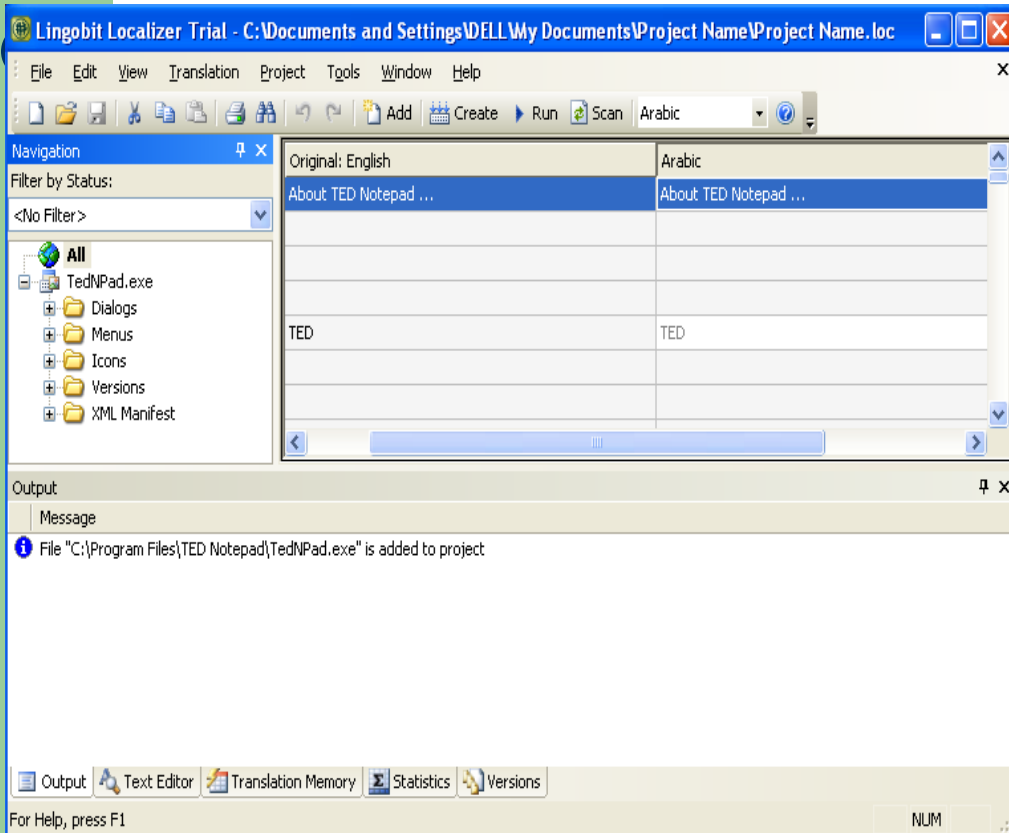 Lingobit Localizer Trial - C:\Documents and Settings\DELL\My Documents\Project Name\Project Name.loc
File Edit View Translation Project Tools Window Help
Add Create Run Scan Arabic
Navigation
Filter by Status:
<No Filter>
All
TedNPad.exe
Dialogs
Menus
Icons
Versions
XML Manifest
Original: English Arabic
About TED Notepad ... About TED Notepad ...
TED TED
Output
Message
File "C:\Program Files\TED Notepad\TedNPad.exe" is added to project
Output Text Editor Translation Memory Statistics Versions
For Help, press F1 NUM